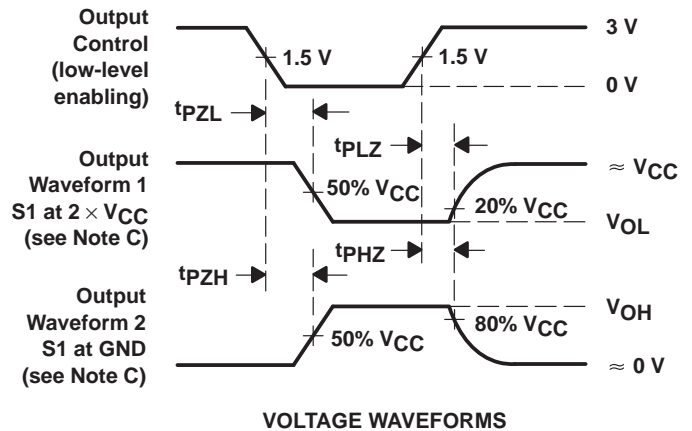 Output
Control
(low-level
enabling)
1.5 V
1.5 V
3 V
0 V
tPZL
tPLZ
Output
Waveform 1
S1 at 2 × VCC
(see Note C)
50% VCC
20% VCC
≈ VCC
VOL
tPZH
tPHZ
Output
Waveform 2
S1 at GND
(see Note C)
50% VCC
80% VCC
VOH
≈ 0 V
VOLTAGE WAVEFORMS